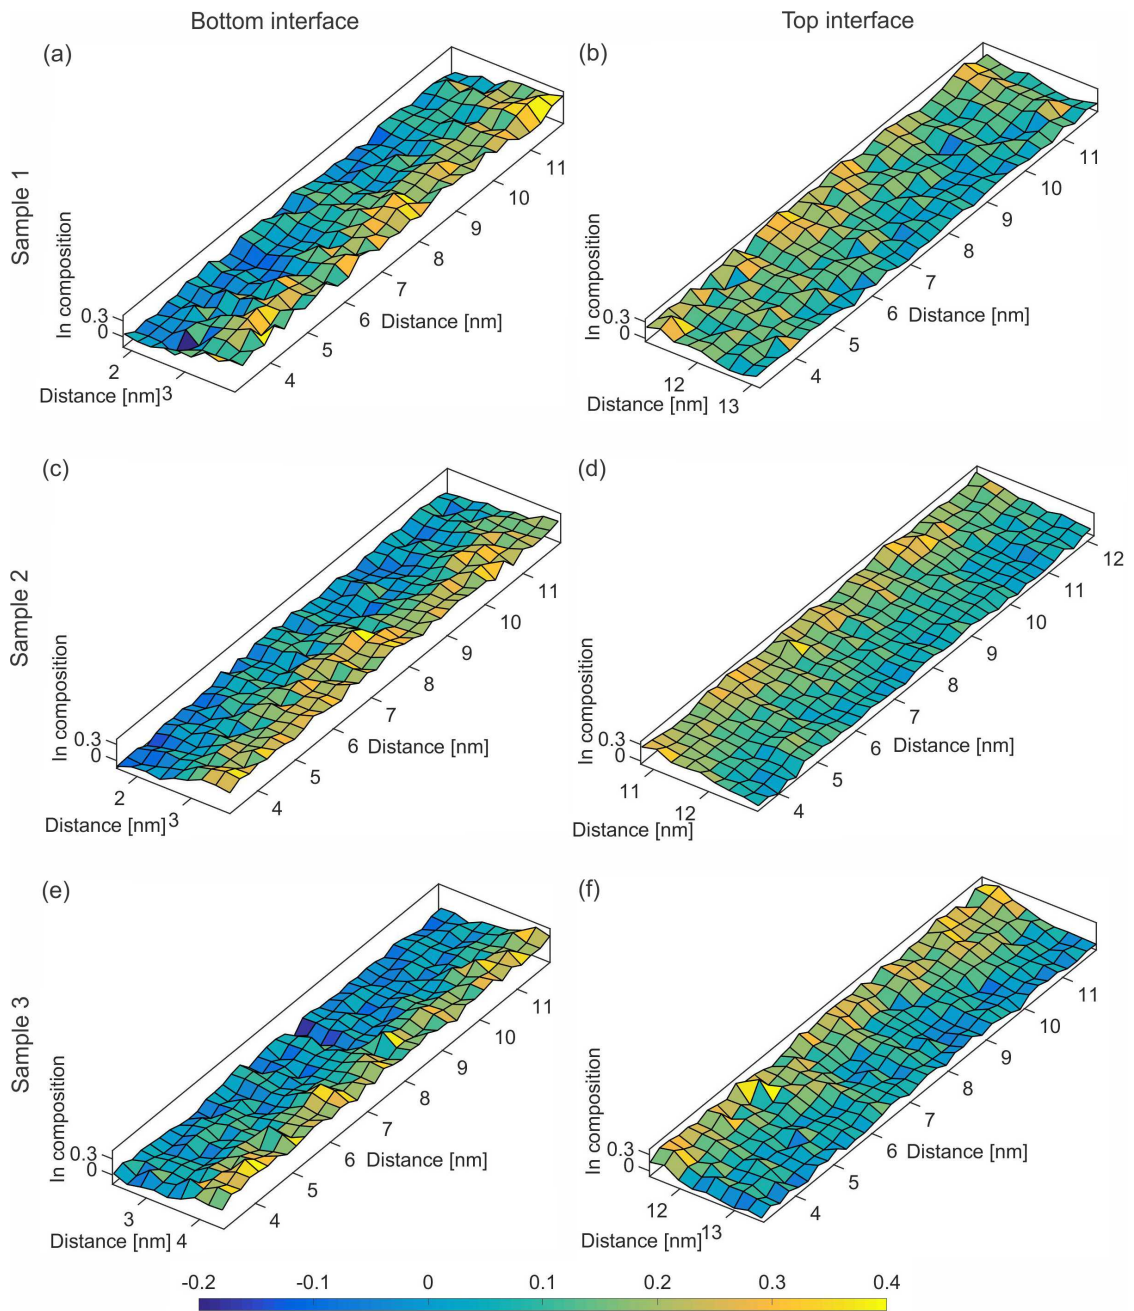 Bottom interface
Top interface
(a)
(b)
Sample 1
In composition
0.3
0
2
Distance [nm]
3
4
5
6
Distance [nm]
7
8
9
10
11
In composition
0.3
0
12
Distance [nm]
13
4
5
6
Distance [nm]
7
8
9
10
11
(c)
(d)
Sample 2
In composition
0.3
0
2
Distance [nm]
3
4
5
6
Distance [nm]
7
8
9
10
11
In composition
0.3
0
11
12
Distance [nm]
4
5
6
Distance [nm]
7
8
9
10
11
12
(e)
(f)
Sample 3
In composition
0.3
0
3
Distance [nm]
4
4
5
6
Distance [nm]
7
8
9
10
11
In composition
0.3
0
12
Distance [nm]
13
4
5
6
Distance [nm]
7
8
9
10
11
-0.2 -0.1 0 0.1 0.2 0.3 0.4